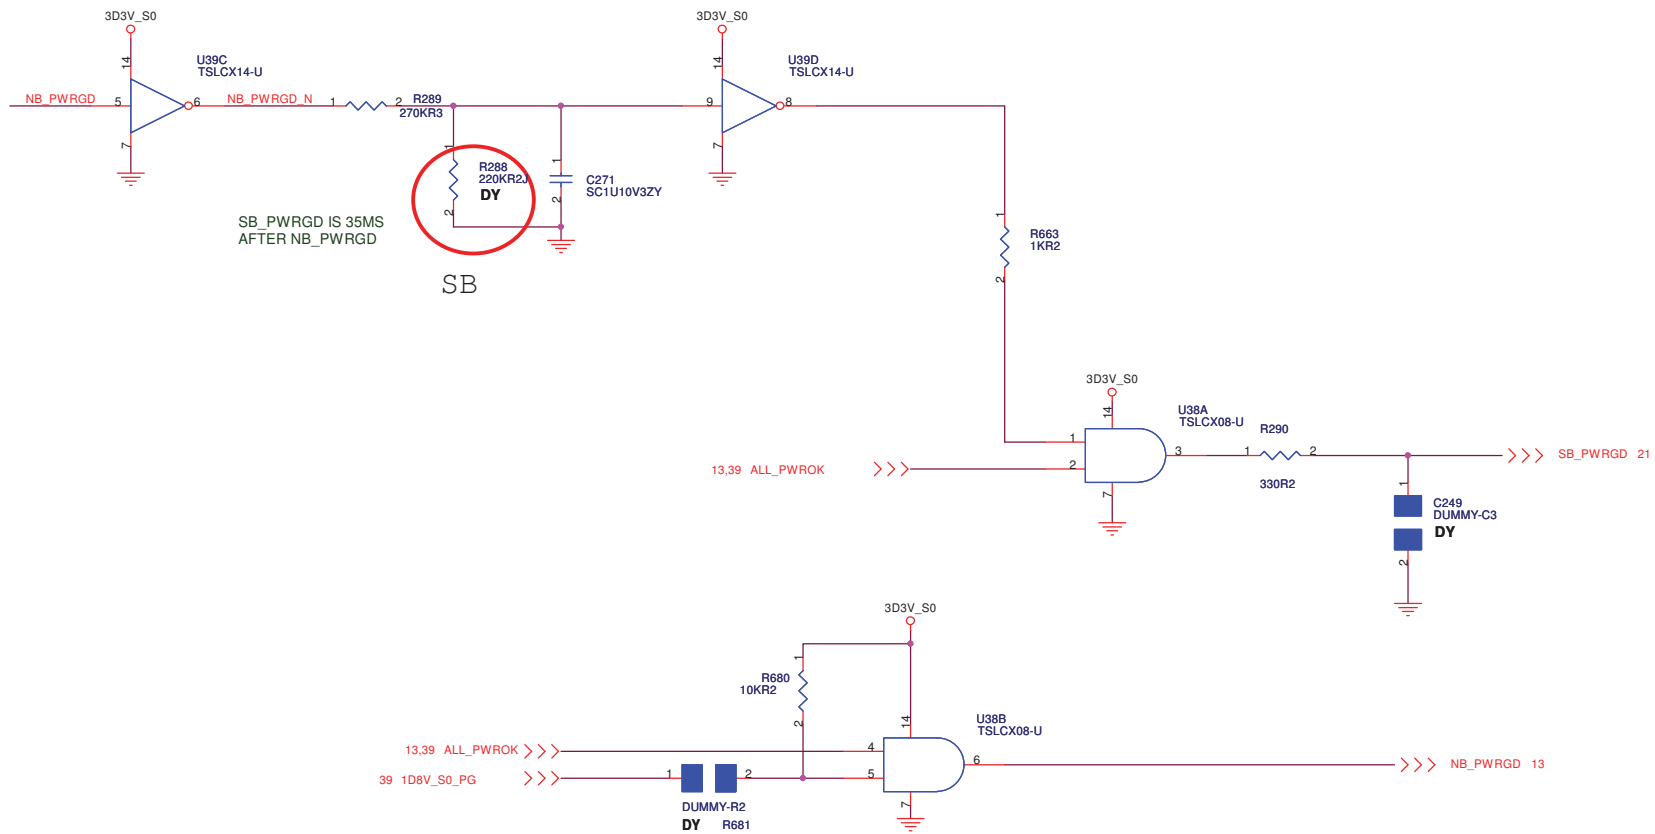 3D3V_S0
3D3V_S0
14
U39C
TSLCX14-U
14
U39D
TSLCX14-U
NB_PWRGD
5
6
NB_PWRGD_N
1
2
R289
270KR3
9
8
7
7
1
R288
220KR2J
DY
2
1
C271
SC1U10V3ZY
2
SB_PWRGD IS 35MS
AFTER NB_PWRGD
SB
1
R663
1KR2
2
3D3V_S0
14
U38A
TSLCX08-U
R290
1
2
3
1
2
330R2
7
13,39 ALL_PWROK
SB_PWRGD 21
1
C249
DUMMY-C3
DY
2
3D3V_S0
1
R680
10KR2
2
14
U38B
TSLCX08-U
13,39 ALL_PWROK
4
39 1D8V_S0_PG
1
2
5
6
7
NB_PWRGD 13
DUMMY-R2
DY R681